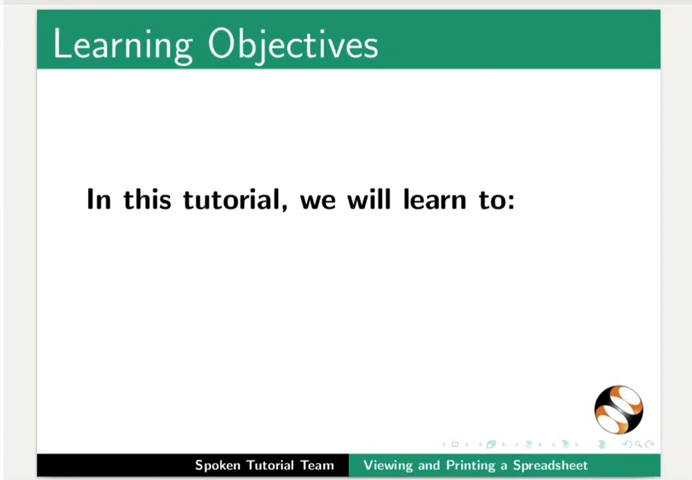 Learning Objectives
In this tutorial, we will learn to:
Spoken Tutorial Team
Viewing and Printing a Spreadsheet